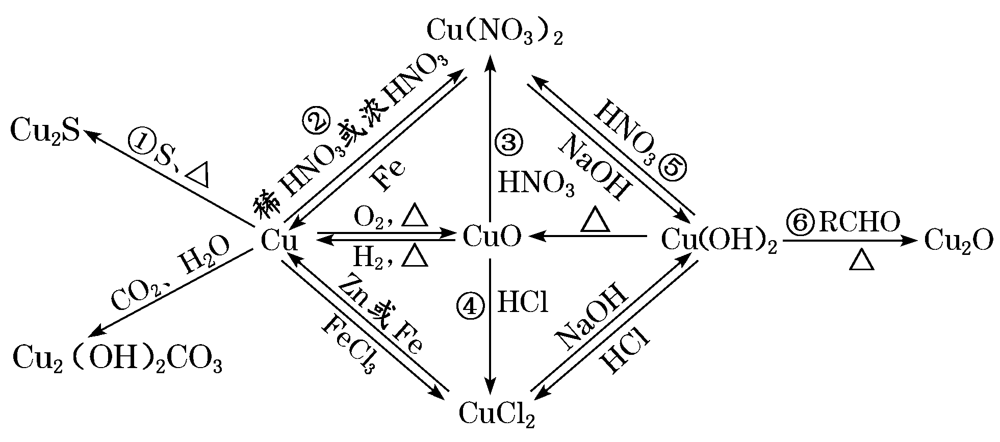 Cu(NO₃)₂
②
稀HNO₃或浓HNO₃
Fe
HNO₃⑤
NaOH
Cu₂S
①S、△
③
HNO₃
Cu
O₂,△
H₂,△
CuO
△
Cu(OH)₂
⑥RCHO
△
Cu₂O
CO₂、H₂O
Cu₂(OH)₂CO₃
Zn或Fe
FeCl₃
④
HCl
NaOH
HCl
CuCl₂